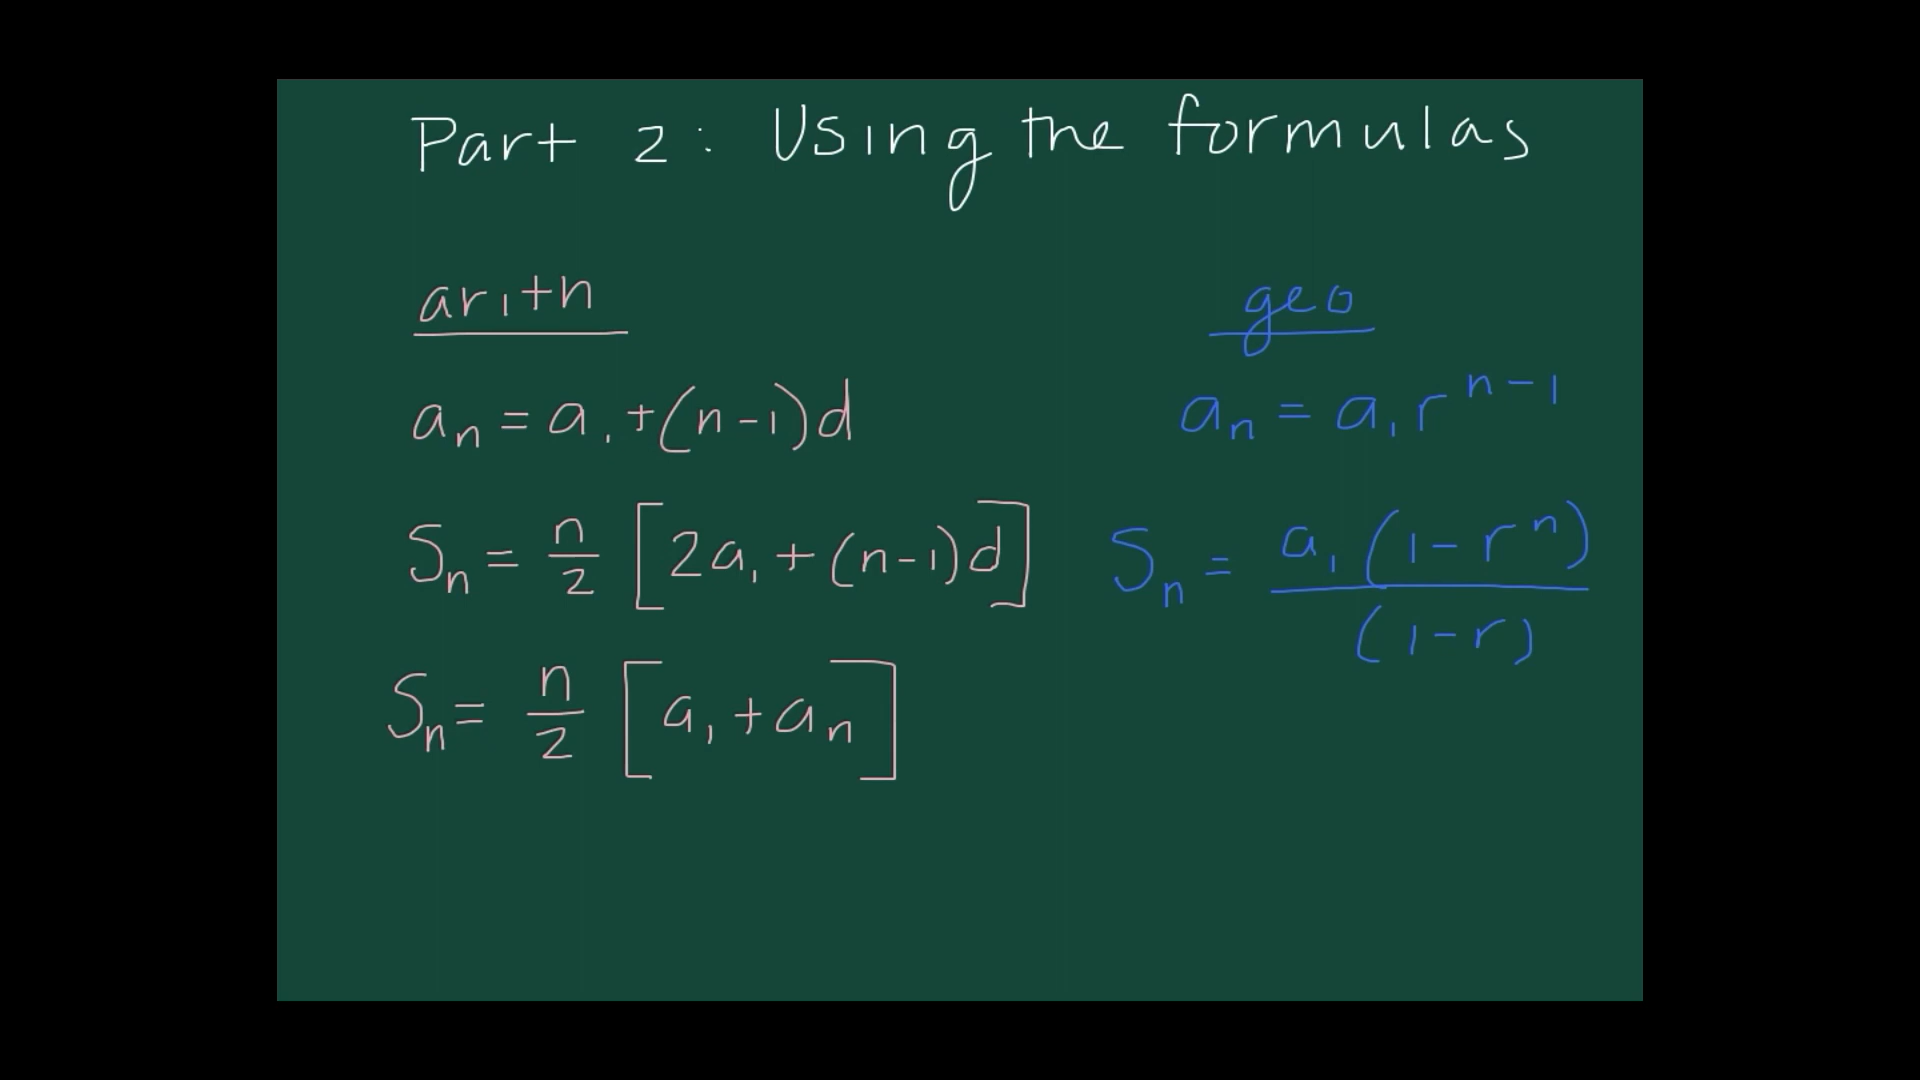 Part 2: Using the formulas
arith
aₙ = a₁ + (n-1)d
Sₙ = n/2 [2a₁ + (n-1)d]
Sₙ = n/2 [a₁ + aₙ]
geo
aₙ = a₁rⁿ⁻¹
Sₙ = a₁(1-rⁿ)/(1-r)